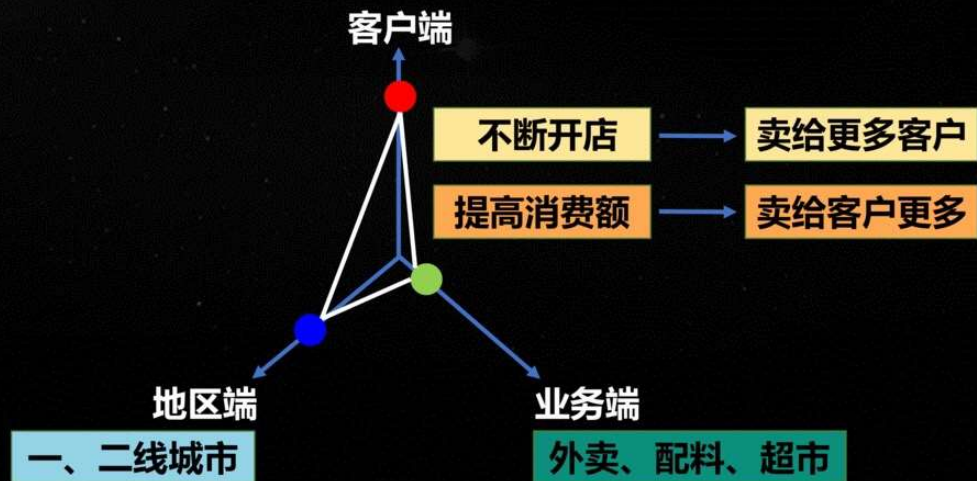 客户端
不断开店
卖给更多客户
提高消费额
卖给客户更多
地区端
业务端
一、二线城市
外卖、配料、超市